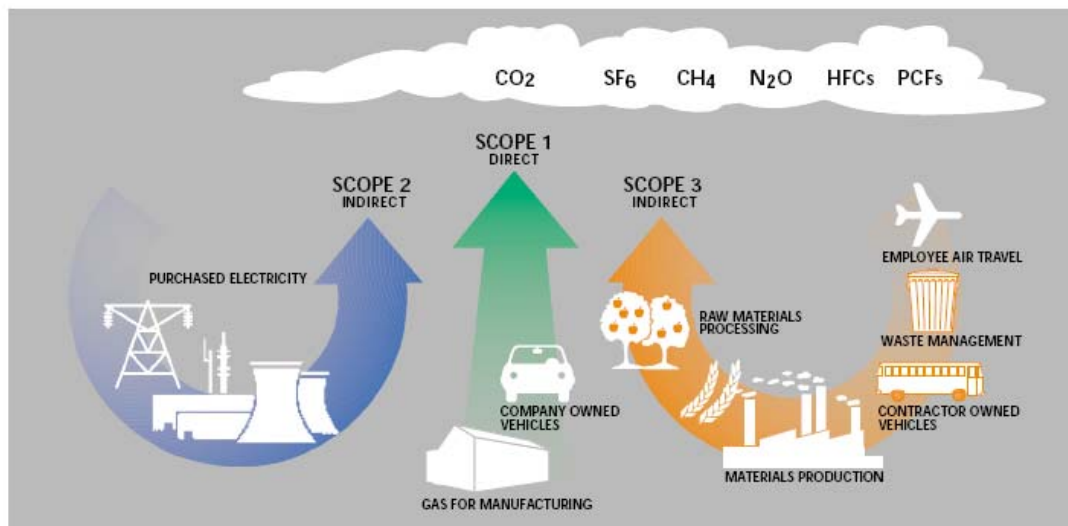 CO2 SF6 CH4 N2O HFCs PCFs
SCOPE 1
DIRECT
SCOPE 2
INDIRECT
SCOPE 3
INDIRECT
PURCHASED ELECTRICITY
COMPANY OWNED
VEHICLES
GAS FOR MANUFACTURING
EMPLOYEE AIR TRAVEL
RAW MATERIALS
PROCESSING
WASTE MANAGEMENT
CONTRACTOR OWNED
VEHICLES
MATERIALS PRODUCTION